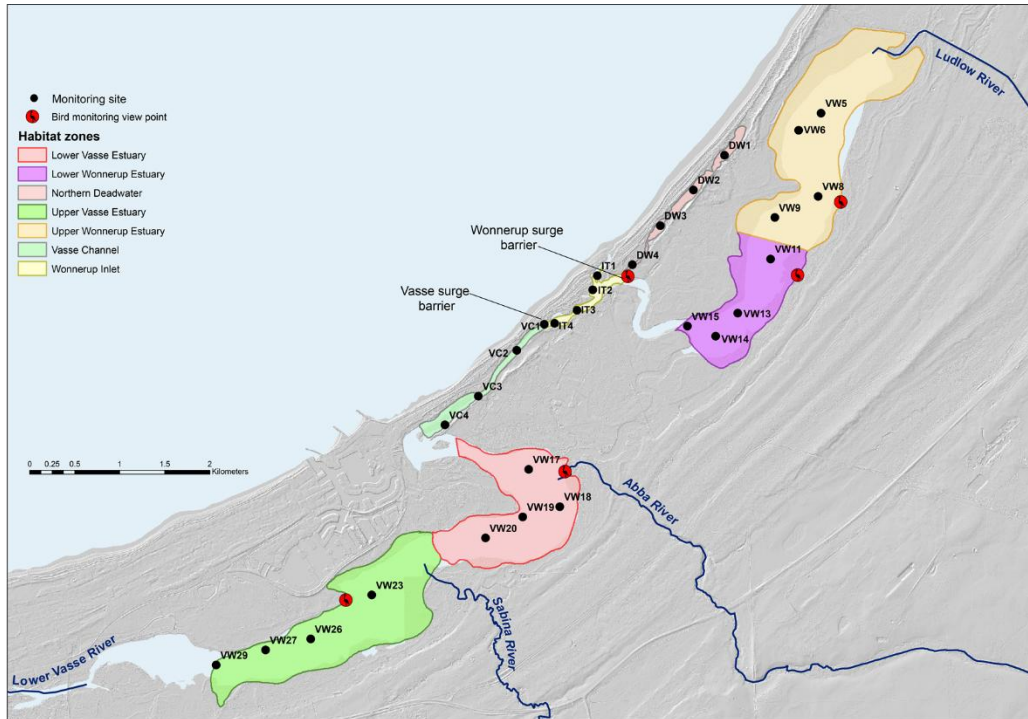 Monitoring site
Bird monitoring view point
Habitat zones
Lower Vasse Estuary
Lower Wonnerup Estuary
Northern Deadwater
Upper Vasse Estuary
Upper Wonnerup Estuary
Vasse Channel
Wonnerup Inlet
Ludlow River
VW5
VW6
DW1
DW2
VW8
VW9
DW3
Wonnerup surge
barrier
DW4
VW11
IT1
IT2
Vasse surge
barrier
IT3
VW13
VC1
IT4
VW15
VW14
VC2
VC3
VC4
0 0.25 0.5 1 1.5 2
Kilometers
VW17
Abba River
VW18
VW19
VW20
VW23
Sabina River
VW26
VW27
VW29
Lower Vasse River